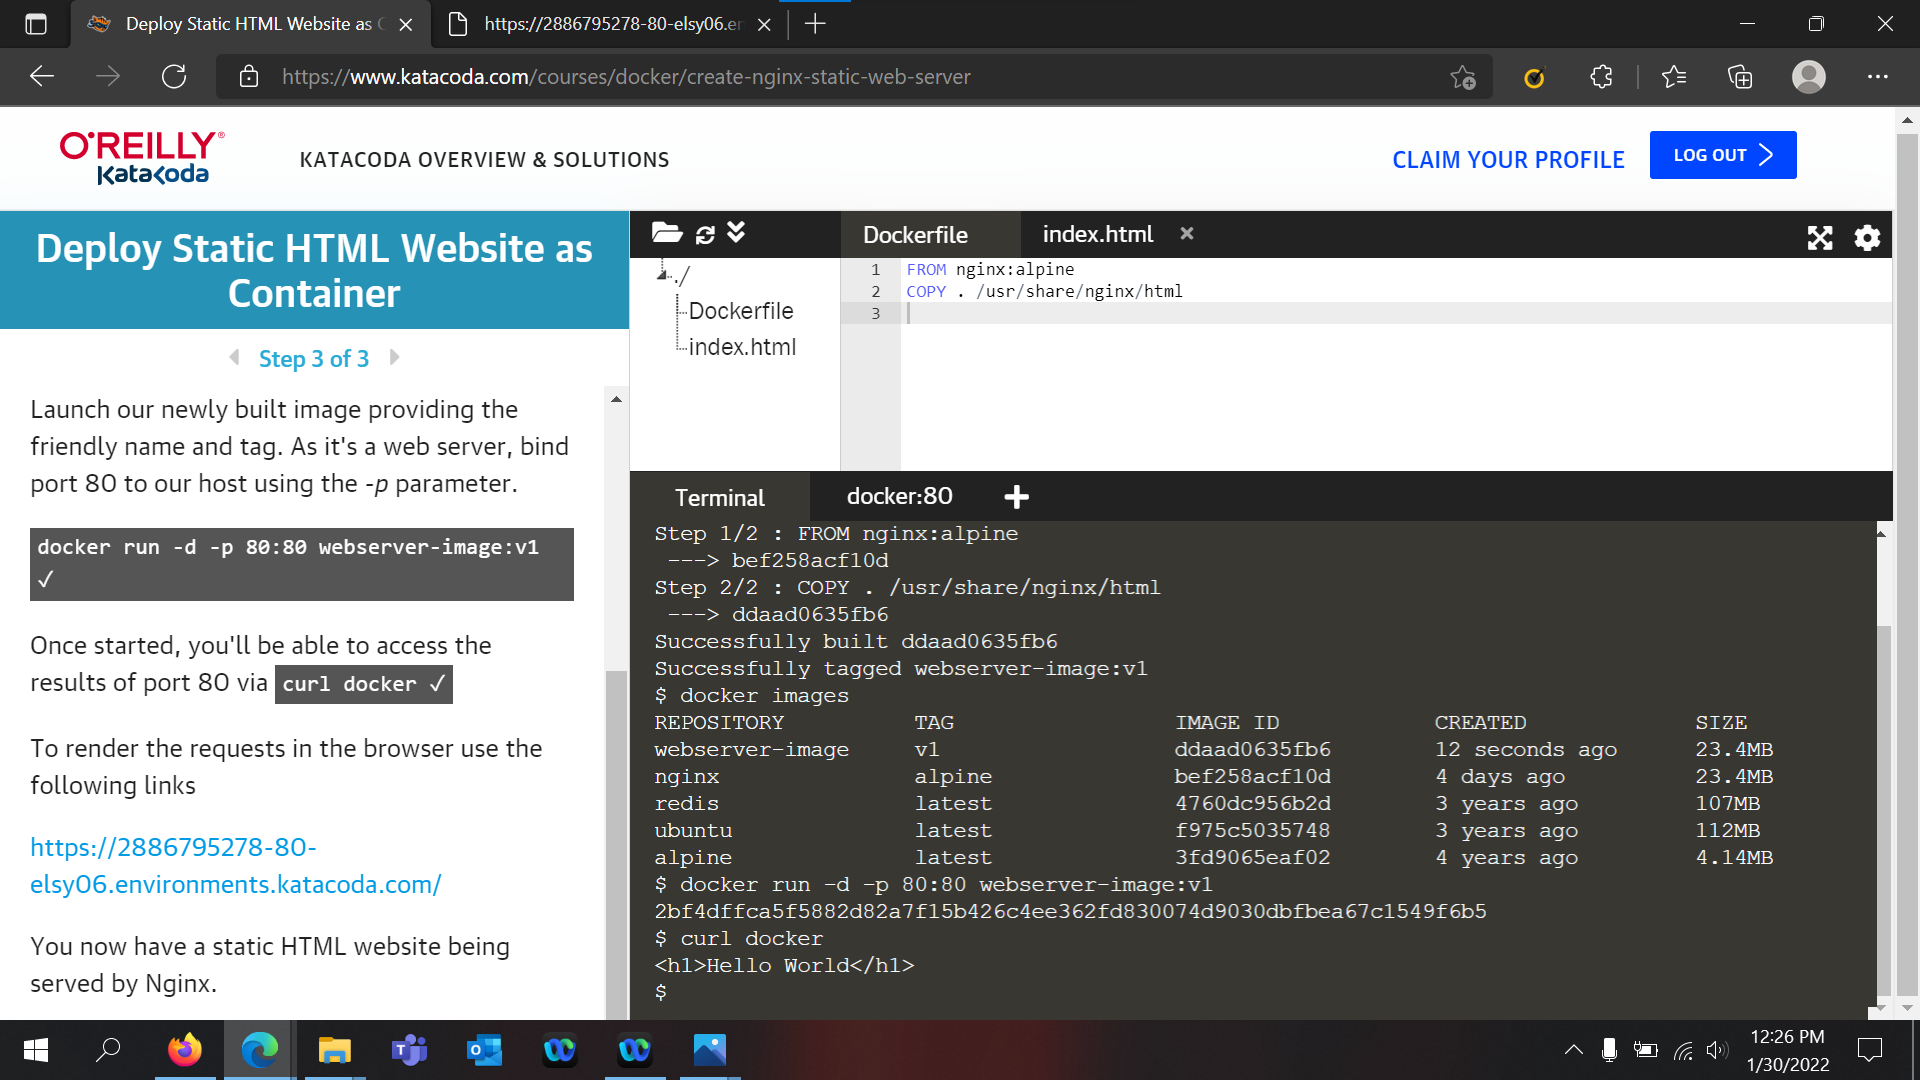 Deploy Static HTML Website as C
https://2886795278-80-elsy06.en
https://www.katacoda.com/courses/docker/create-nginx-static-web-server
O'REILLY®
Katacoda
KATACODA OVERVIEW & SOLUTIONS
CLAIM YOUR PROFILE
LOG OUT
Deploy Static HTML Website as
Container
Step 3 of 3
Launch our newly built image providing the
friendly name and tag. As it's a web server, bind
port 80 to our host using the -p parameter.
docker run -d -p 80:80 webserver-image:v1
✓
Once started, you'll be able to access the
results of port 80 via curl docker ✓
To render the requests in the browser use the
following links
https://2886795278-80-
elsy06.environments.katacoda.com/
You now have a static HTML website being
served by Nginx.
./
Dockerfile
index.html
Dockerfile
index.html
1 FROM nginx:alpine
2 COPY . /usr/share/nginx/html
3
Terminal
docker:80
Step 1/2 : FROM nginx:alpine
---> bef258acf10d
Step 2/2 : COPY . /usr/share/nginx/html
---> ddaad0635fb6
Successfully built ddaad0635fb6
Successfully tagged webserver-image:v1
$ docker images
REPOSITORY TAG IMAGE ID CREATED SIZE
webserver-image v1 ddaad0635fb6 12 seconds ago 23.4MB
nginx alpine bef258acf10d 4 days ago 23.4MB
redis latest 4760dc956b2d 3 years ago 107MB
ubuntu latest f975c5035748 3 years ago 112MB
alpine latest 3fd9065eaf02 4 years ago 4.14MB
$ docker run -d -p 80:80 webserver-image:v1
2bf4dffca5f5882d82a7f15b426c4ee362fd830074d9030dbfbea67c1549f6b5
$ curl docker
<h1>Hello World</h1>
$
12:26 PM
1/30/2022